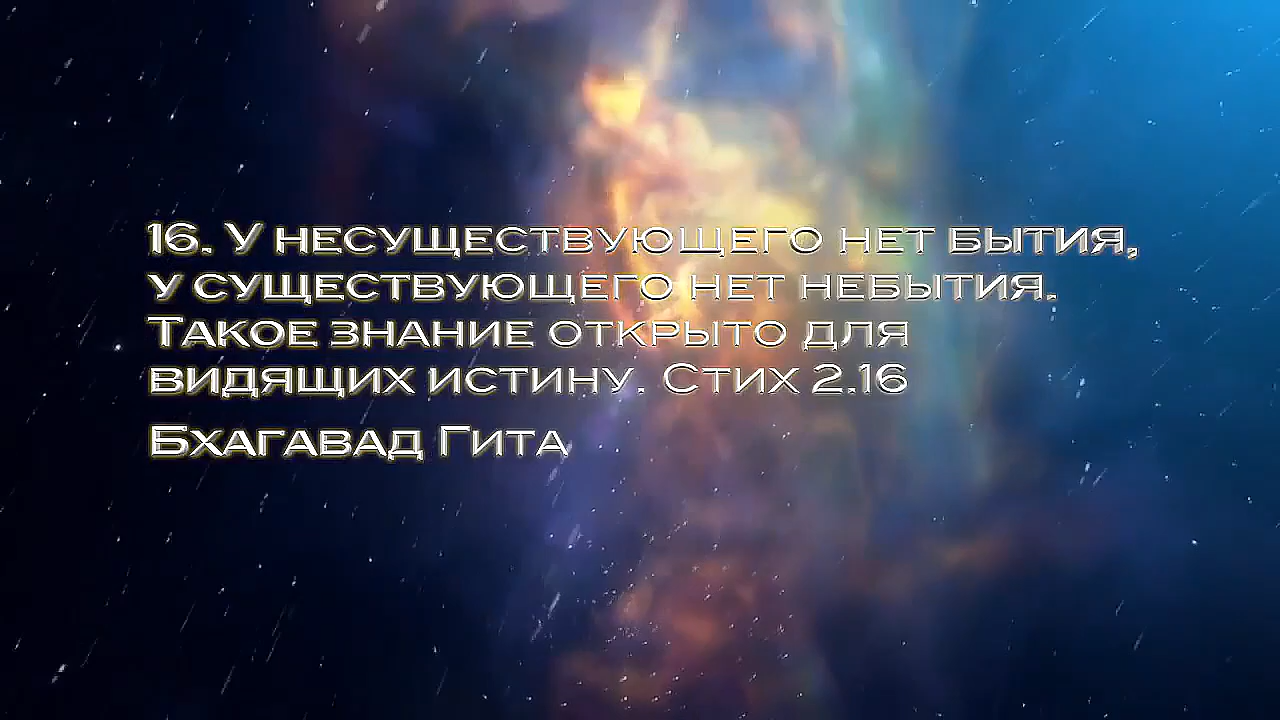 16. У несуществующего нет бытия,
у существующего нет небытия.
Такое знание открыто для
видящих истину. Стих 2.16
Бхагавад Гита